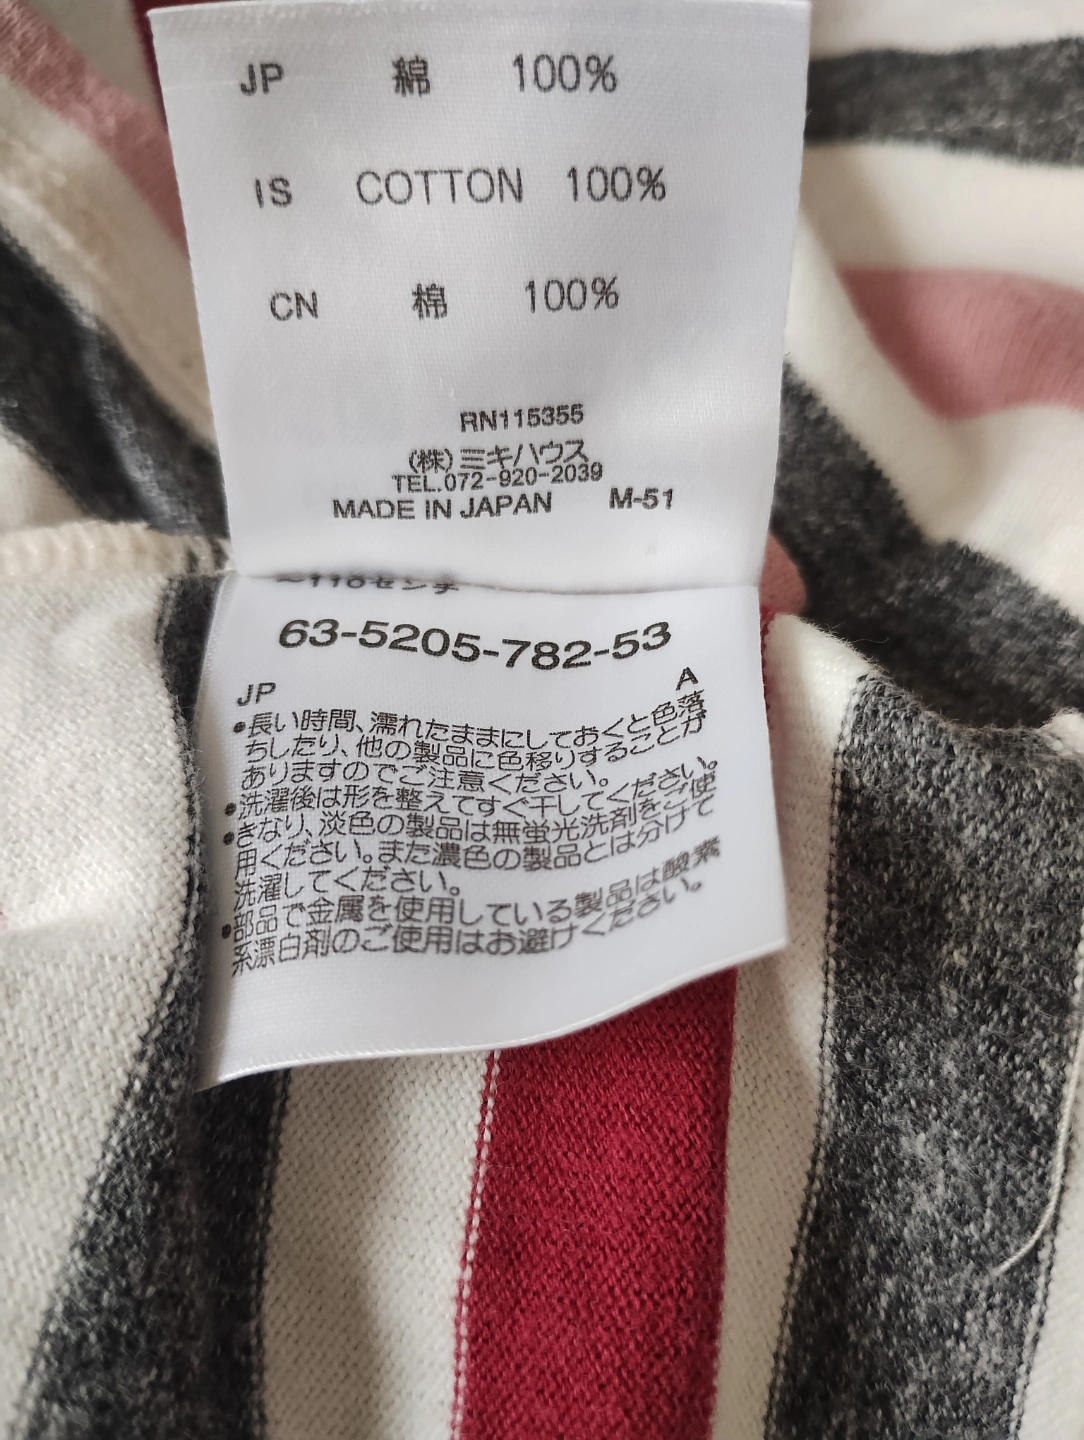 JP 綿 100%
IS COTTON 100%
CN 棉 100%
RN115355
(株)ミキハウス
TEL.072-920-2039
MADE IN JAPAN M-51
~110センチ
63-5205-782-53
JP A
•長い時間、濡れたままにしておくと色落
ちしたり、他の製品に色移りすることが
ありますのでご注意ください。
•洗濯後は形を整えてすぐ干してください。
•きなり、淡色の製品は無蛍光洗剤をご使
用ください。また濃色の製品とは分けて
洗濯してください。
•部品で金属を使用している製品は酸素
系漂白剤のご使用はお避けください。